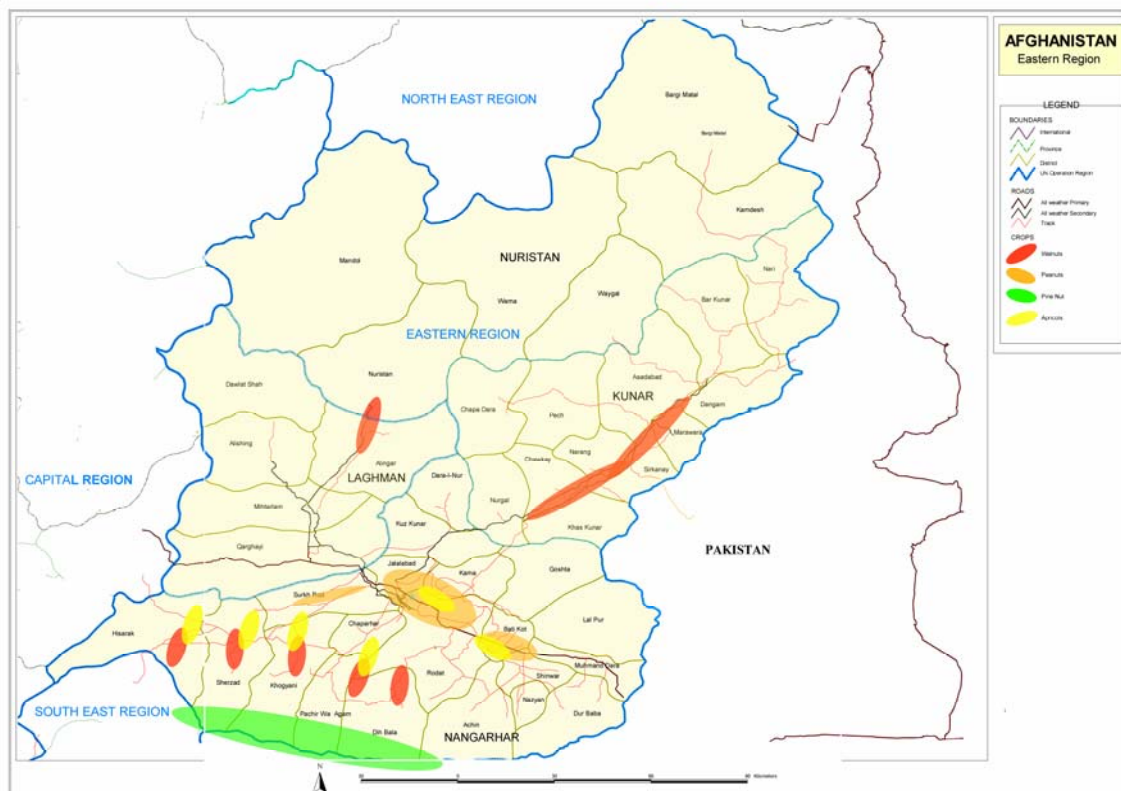 AFGHANISTAN
Eastern Region
LEGEND
BOUNDARIES
International
Province
District
UN Operation Region
ROADS
All weather Primary
All weather Secondary
Track
CROPS
Walnuts
Peanuts
Pine Nut
Apricots
NORTH EAST REGION
Bargi Matal
Bargi Matal
Kamdesh
NURISTAN
Mandol
Wama
Waygal
Nari
Bar Kunar
EASTERN REGION
Nuristan
Dawlat Shah
Asadabad
KUNAR
Chapa Dara
Pech
Dangam
Marawara
Alishing
Alingar
Narang
Chawkay
Sirkanay
CAPITAL REGION
LAGHMAN
Dara-I-Nur
Nurgal
Mihtarlam
Kuz Kunar
Khas Kunar
Qarghayi
PAKISTAN
Jalalabad
Kama
Goshta
Surkh Rod
Chaparhar
Lal Pur
Hisarak
Bati Kot
Muhmand Dara
Rodat
Shinwar
Sherzad
Khogyani
Nazyan
SOUTH EAST REGION
Pachir Wa Agam
Dur Baba
Achin
Dih Bala
NANGARHAR
N
Kilometers